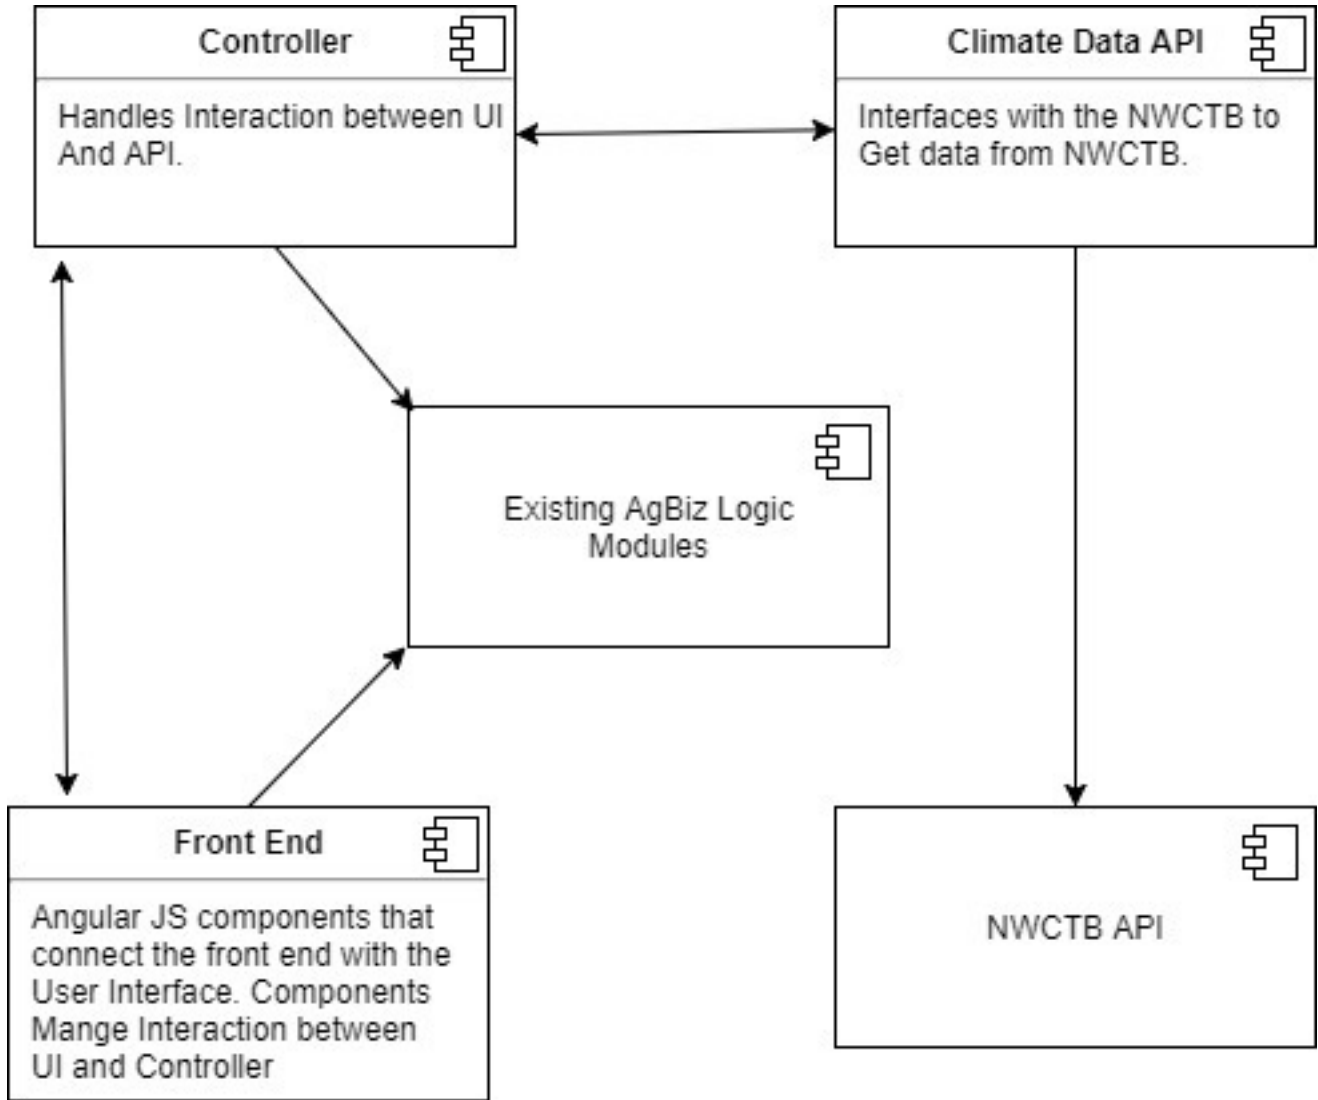 Controller
Handles Interaction between UI
And API.
Climate Data API
Interfaces with the NWCTB to
Get data from NWCTB.
Existing AgBiz Logic
Modules
Front End
Angular JS components that
connect the front end with the
User Interface. Components
Mange Interaction between
UI and Controller
NWCTB API